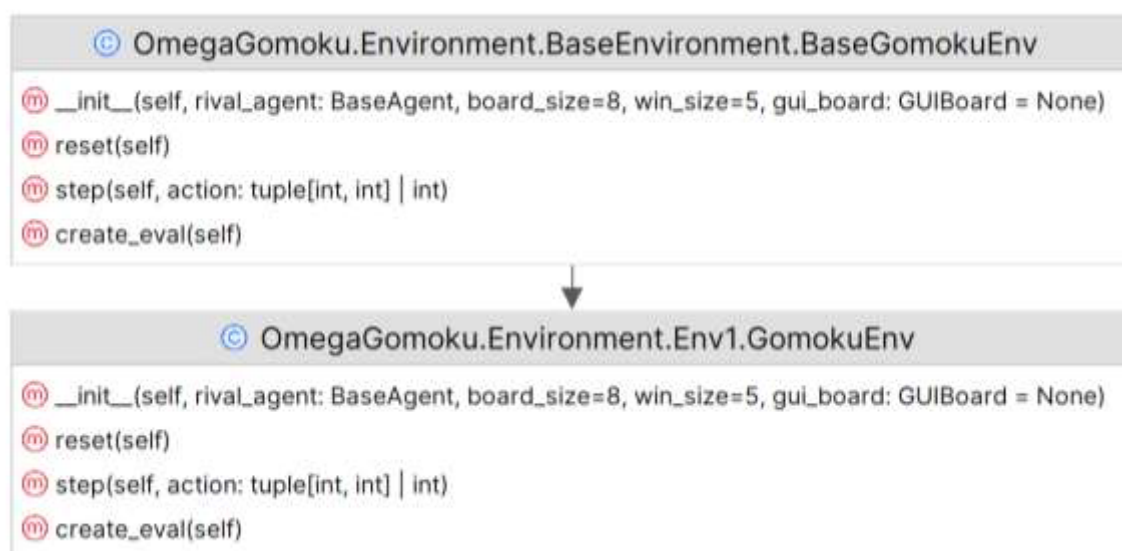 © OmegaGomoku.Environment.BaseEnvironment.BaseGomokuEnv
ⓜ __init__(self, rival_agent: BaseAgent, board_size=8, win_size=5, gui_board: GUIBoard = None)
ⓜ reset(self)
ⓜ step(self, action: tuple[int, int] | int)
ⓜ create_eval(self)
© OmegaGomoku.Environment.Env1.GomokuEnv
ⓜ __init__(self, rival_agent: BaseAgent, board_size=8, win_size=5, gui_board: GUIBoard = None)
ⓜ reset(self)
ⓜ step(self, action: tuple[int, int] | int)
ⓜ create_eval(self)